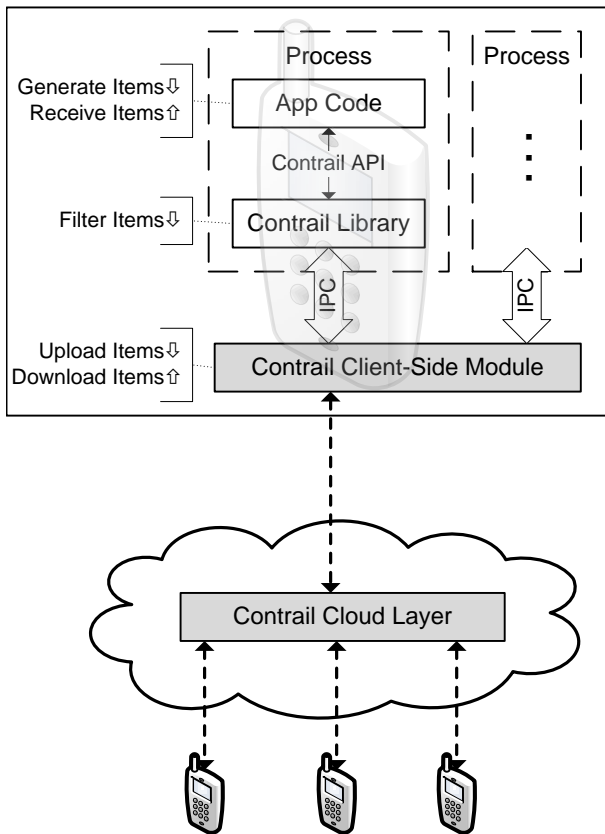 Process
Process
Generate Items⇩
Receive Items⇧
App Code
Contrail API
Filter Items⇩
Contrail Library
IPC
IPC
Upload Items⇩
Download Items⇧
Contrail Client-Side Module
Contrail Cloud Layer